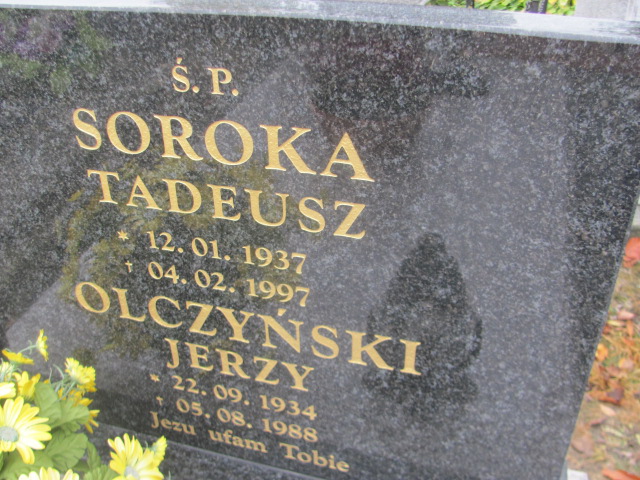 Ś. P.
SOROKA
TADEUSZ
* 12. 01. 1937
† 04. 02. 1997
OLCZYŃSKI
JERZY
* 22. 09. 1934
† 05. 08. 1988
Jezu ufam Tobie